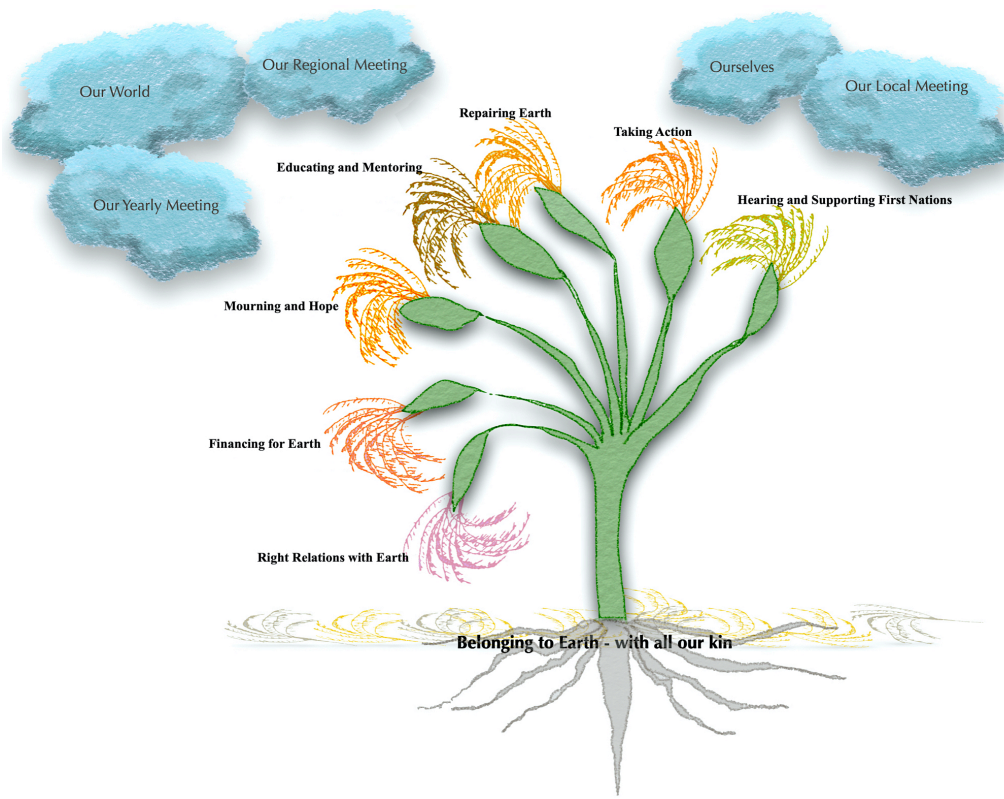 Our World
Our Regional Meeting
Our Yearly Meeting
Ourselves
Our Local Meeting
Repairing Earth
Taking Action
Educating and Mentoring
Hearing and Supporting First Nations
Mourning and Hope
Financing for Earth
Right Relations with Earth
Belonging to Earth - with all our kin